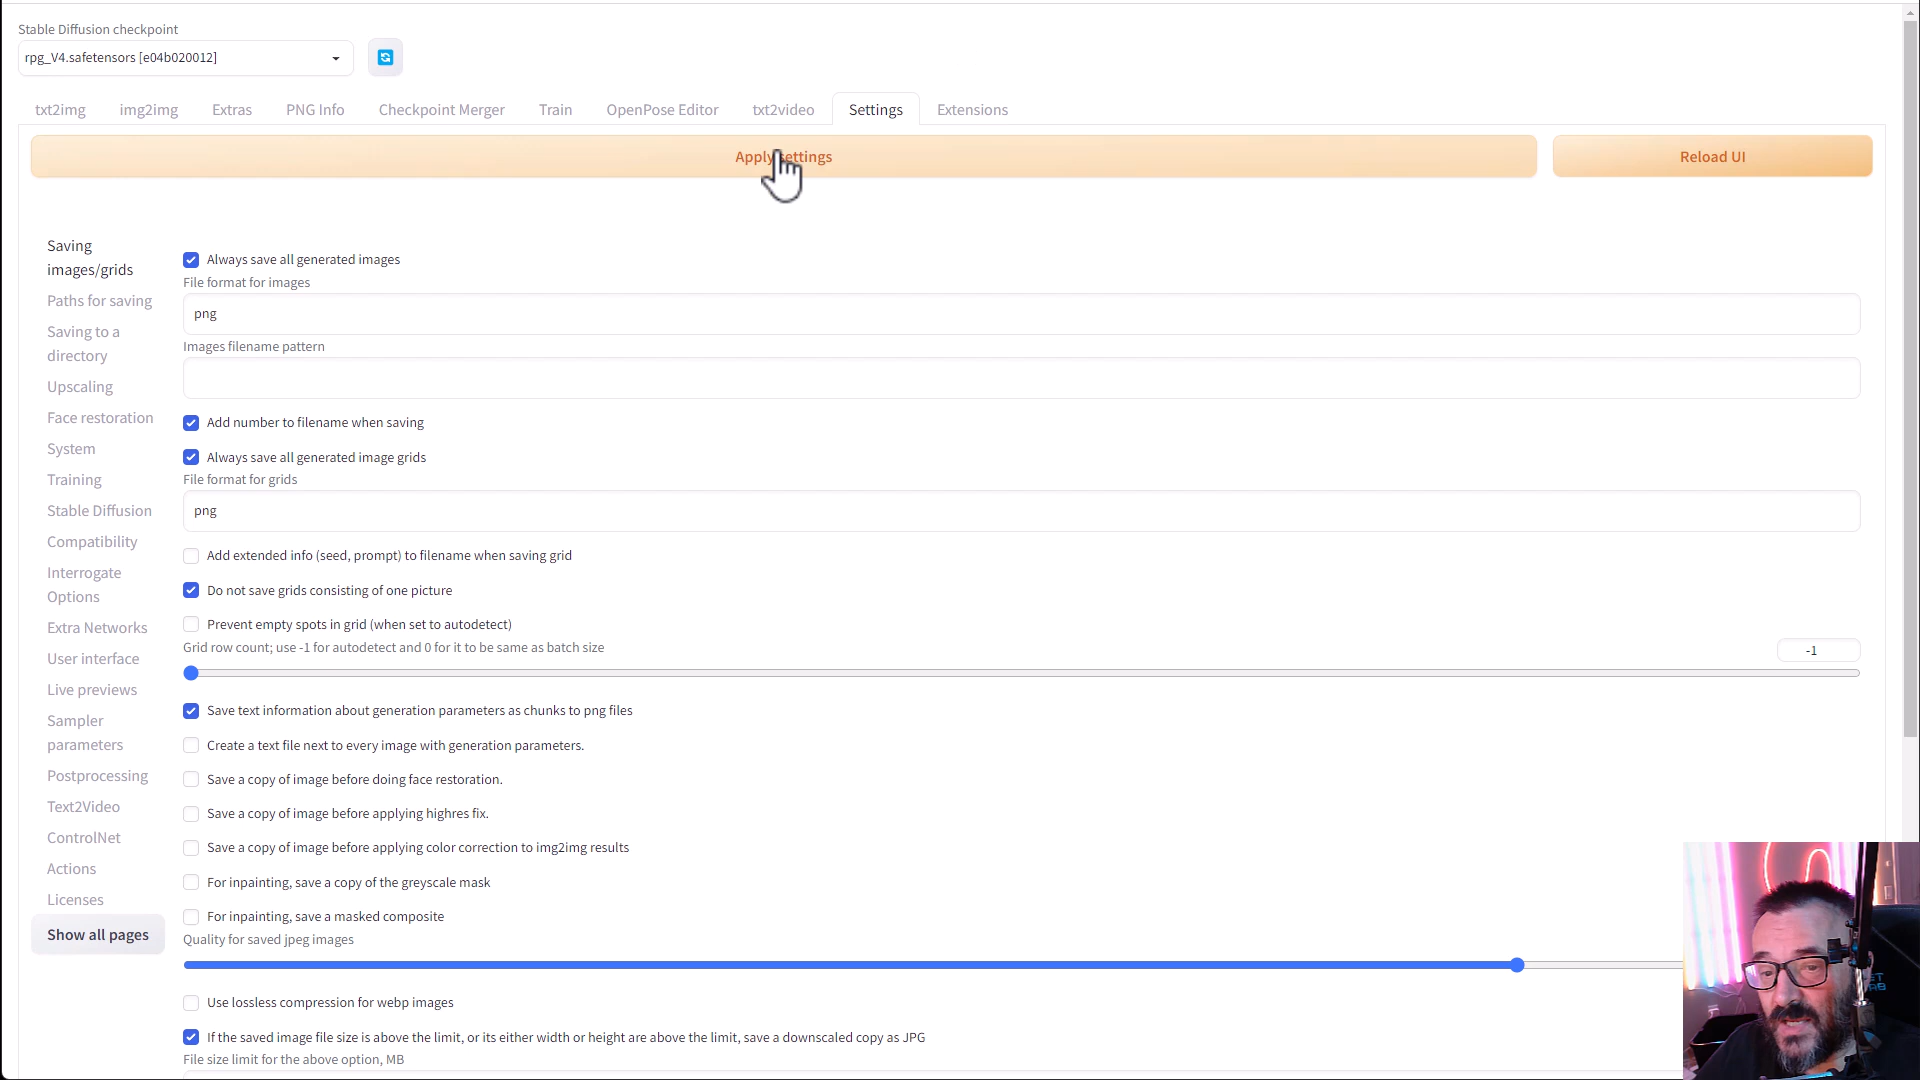 Stable Diffusion checkpoint
rpg_V4.safetensors [e04b020012]
txt2img
img2img
Extras
PNG Info
Checkpoint Merger
Train
OpenPose Editor
txt2video
Settings
Extensions
Apply settings
Reload UI
Saving
images/grids
Paths for saving
Saving to a
directory
Upscaling
Face restoration
System
Training
Stable Diffusion
Compatibility
Interrogate
Options
Extra Networks
User interface
Live previews
Sampler
parameters
Postprocessing
Text2Video
ControlNet
Actions
Licenses
Show all pages
Always save all generated images
File format for images
png
Images filename pattern
Add number to filename when saving
Always save all generated image grids
File format for grids
png
Add extended info (seed, prompt) to filename when saving grid
Do not save grids consisting of one picture
Prevent empty spots in grid (when set to autodetect)
Grid row count; use -1 for autodetect and 0 for it to be same as batch size
-1
Save text information about generation parameters as chunks to png files
Create a text file next to every image with generation parameters.
Save a copy of image before doing face restoration.
Save a copy of image before applying highres fix.
Save a copy of image before applying color correction to img2img results
For inpainting, save a copy of the greyscale mask
For inpainting, save a masked composite
Quality for saved jpeg images
Use lossless compression for webp images
If the saved image file size is above the limit, or its either width or height are above the limit, save a downscaled copy as JPG
File size limit for the above option, MB